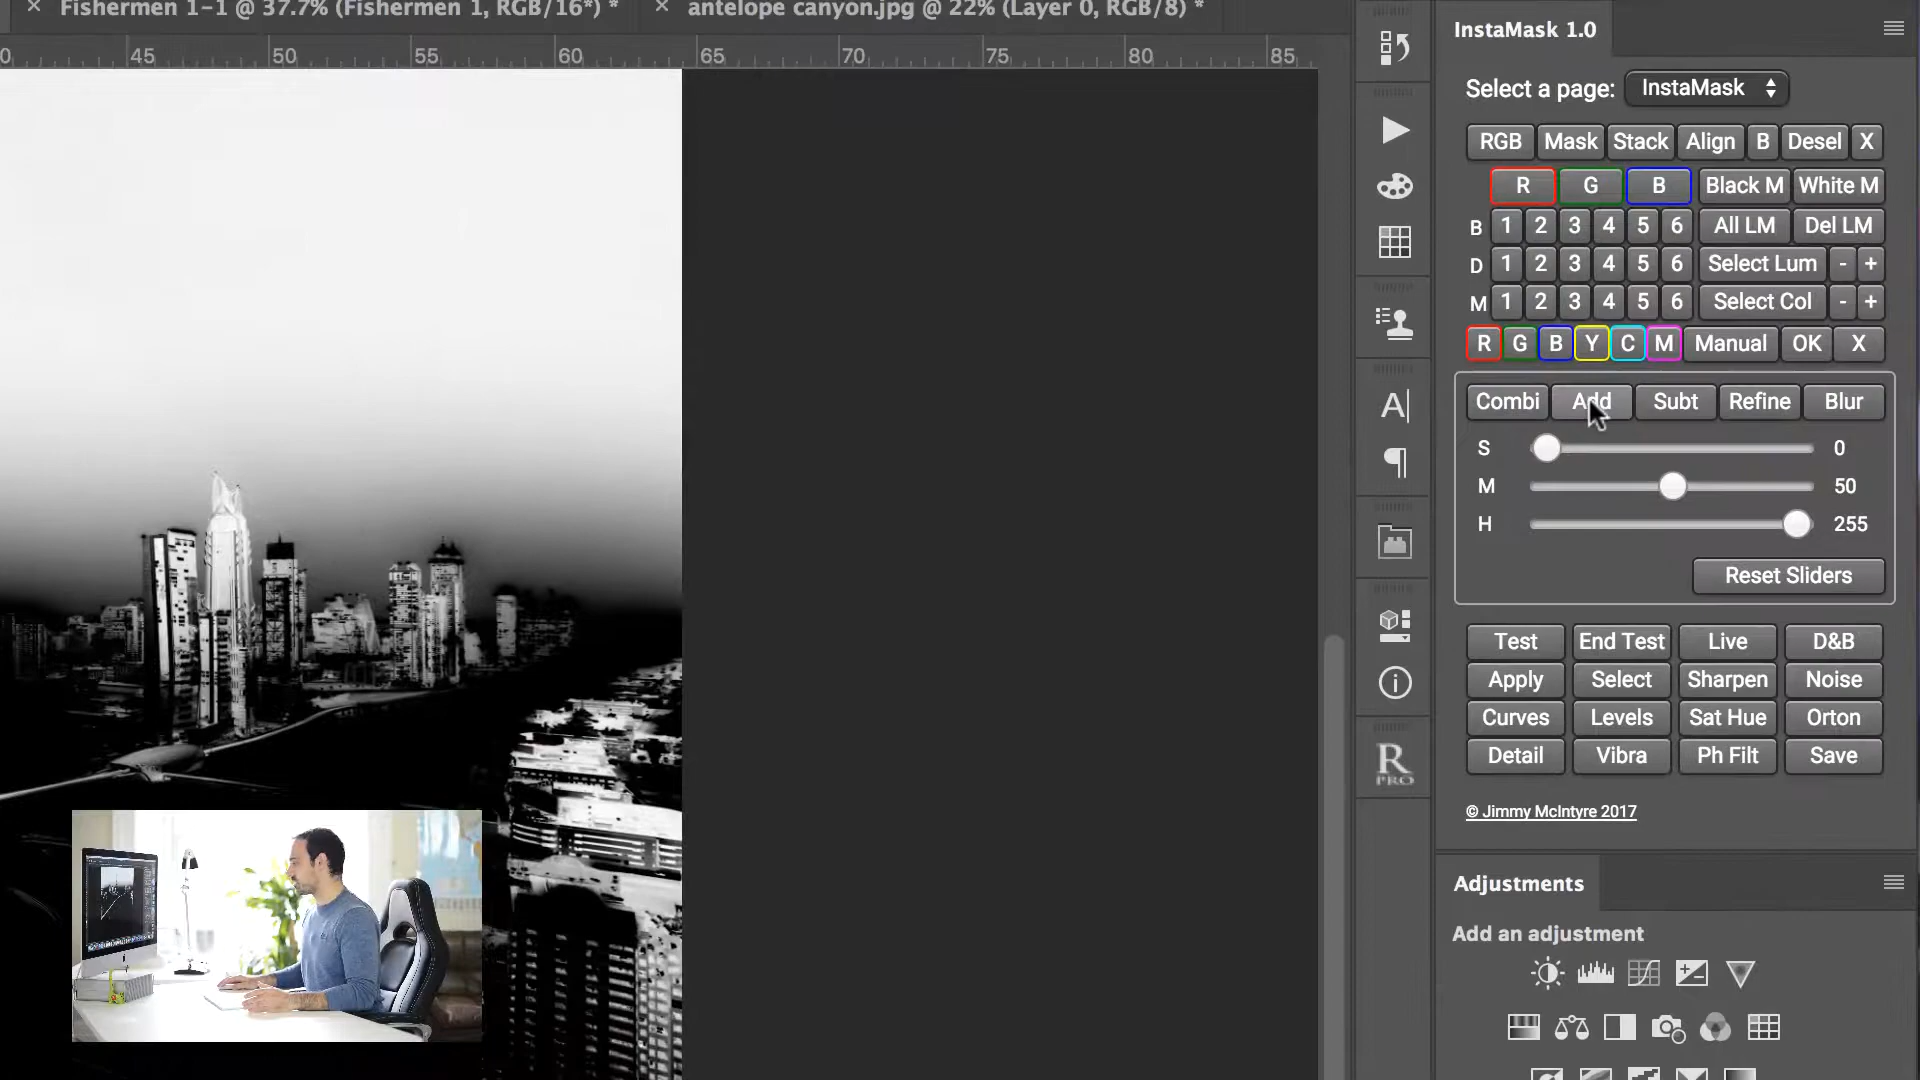 × Fishermen 1-1 @ 37.7% (Fishermen 1, RGB/16*) * × antelope canyon.jpg @ 22% (Layer 0, RGB/8) *
0 45 50 55 60 65 70 75 80 85
InstaMask 1.0
Select a page: InstaMask
RGB Mask Stack Align B Desel X
R G B Black M White M
B 1 2 3 4 5 6 All LM Del LM
D 1 2 3 4 5 6 Select Lum - +
M 1 2 3 4 5 6 Select Col - +
R G B Y C M Manual OK X
Combi Add Subt Refine Blur
S 0
M 50
H 255
Reset Sliders
Test End Test Live D&B
Apply Select Sharpen Noise
Curves Levels Sat Hue Orton
Detail Vibra Ph Filt Save
© Jimmy McIntyre 2017
A|
R
PRO
Adjustments
Add an adjustment